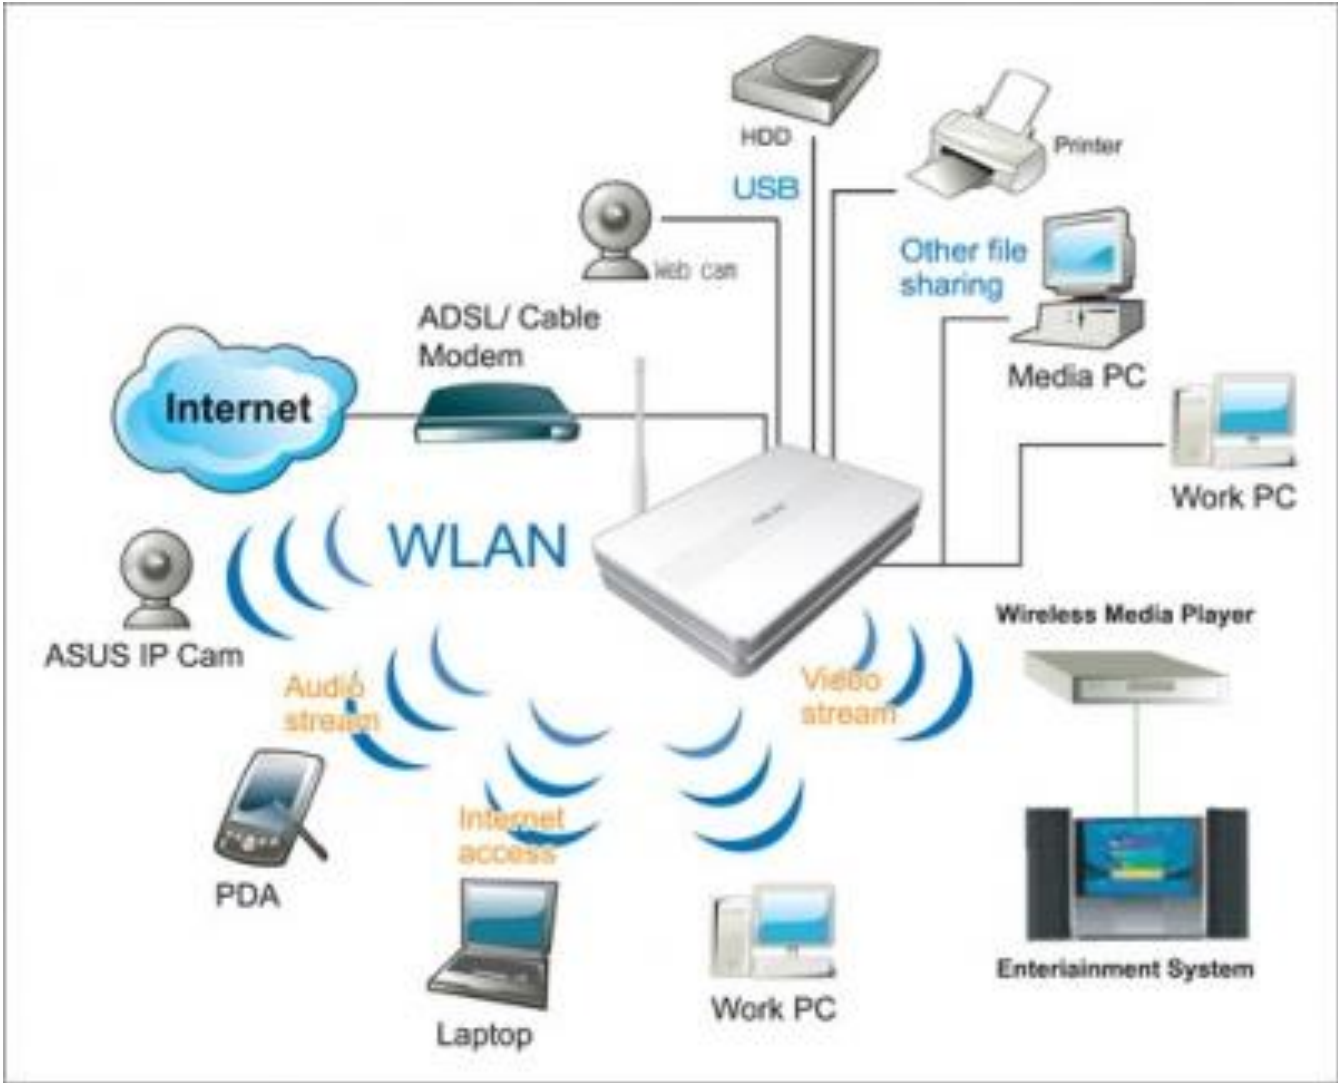 HDD
Printer
USB
Web cam
Other file
sharing
ADSL/ Cable
Modem
Media PC
Internet
Work PC
WLAN
Wireless Media Player
ASUS IP Cam
Audio
stream
Video
stream
Internet
access
PDA
Enteriainment System
Work PC
Laptop